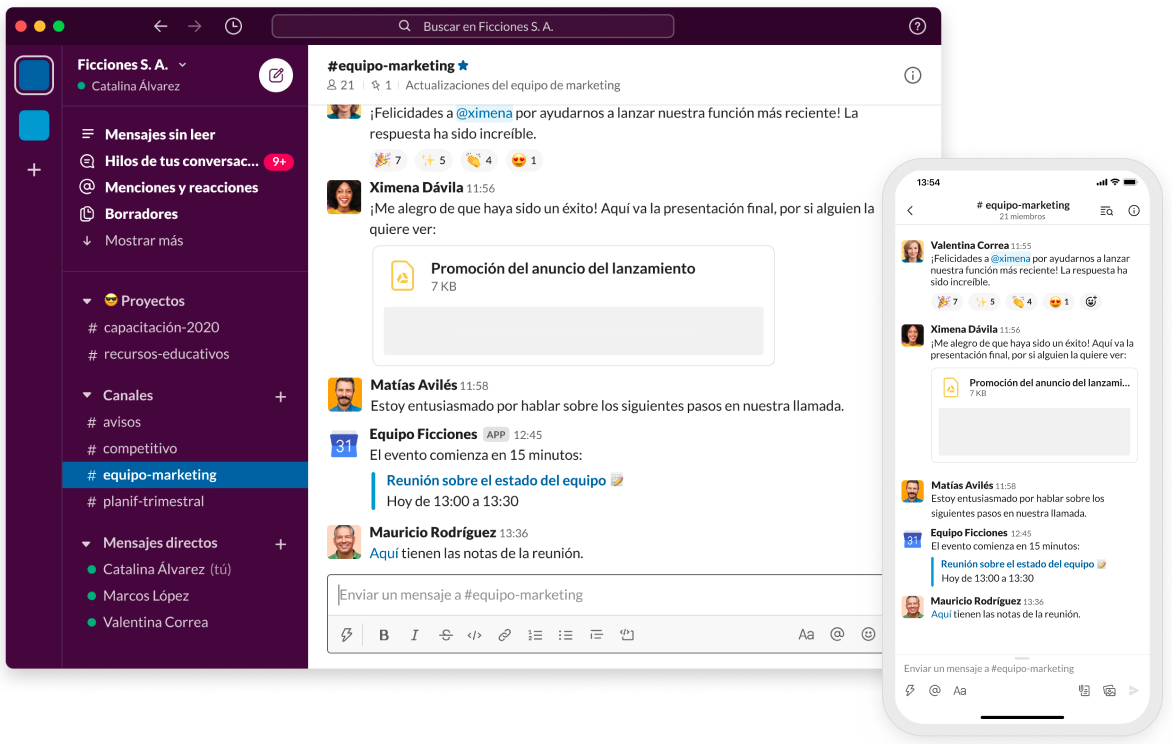 Buscar en Ficciones S. A.
Ficciones S. A.
Catalina Álvarez
Mensajes sin leer
Hilos de tus conversac... 9+
Menciones y reacciones
Borradores
Mostrar más
😎 Proyectos
# capacitación-2020
# recursos-educativos
Canales
# avisos
# competitivo
# equipo-marketing
# planif-trimestral
Mensajes directos
Catalina Álvarez (tú)
Marcos López
Valentina Correa
#equipo-marketing
21 | 1 | Actualizaciones del equipo de marketing
¡Felicidades a @ximena por ayudarnos a lanzar nuestra función más reciente! La
respuesta ha sido increíble.
🎉 7 ✨ 5 👏 4 😍 1
Ximena Dávila 11:56
¡Me alegro de que haya sido un éxito! Aquí va la presentación final, por si alguien la
quiere ver:
Promoción del anuncio del lanzamiento
7 KB
Matías Avilés 11:58
Estoy entusiasmado por hablar sobre los siguientes pasos en nuestra llamada.
31
Equipo Ficciones APP 12:45
El evento comienza en 15 minutos:
Reunión sobre el estado del equipo 📝
Hoy de 13:00 a 13:30
Mauricio Rodríguez 13:36
Aquí tienen las notas de la reunión.
Enviar un mensaje a #equipo-marketing
B I S </> Aa @
13:54
# equipo-marketing
21 miembros
Valentina Correa 11:55
¡Felicidades a @ximena por ayudarnos a lanzar
nuestra función más reciente! La respuesta ha
sido increíble.
🎉 7 ✨ 5 👏 4 😍 1
Ximena Dávila 11:56
¡Me alegro de que haya sido un éxito! Aquí va la
presentación final, por si alguien la quiere ver:
Promoción del anuncio del lanzami...
7 KB
Matías Avilés 11:58
Estoy entusiasmado por hablar sobre los
siguientes pasos en nuestra llamada.
31
Equipo Ficciones 12:45
El evento comienza en 15 minutos:
Reunión sobre el estado del equipo 📝
Hoy de 13:00 a 13:30
Mauricio Rodríguez 13:36
Aquí tienen las notas de la reunión.
Enviar un mensaje a #equipo-marketing
@ Aa